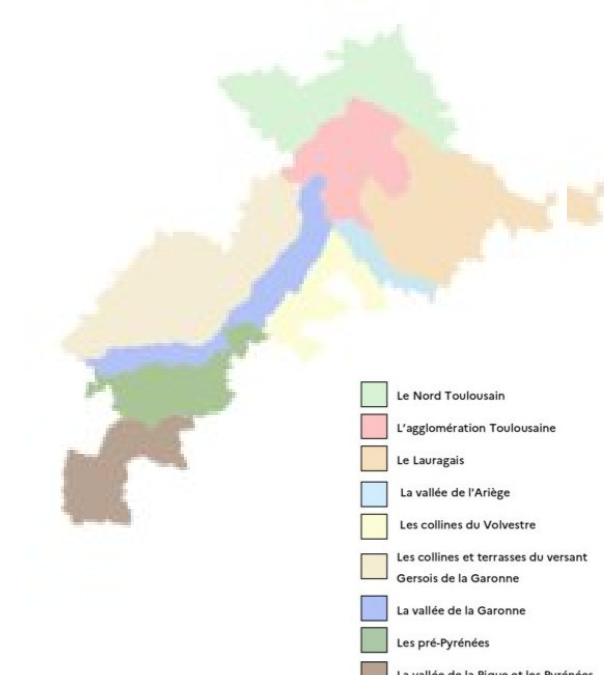 Le Nord Toulousain
L'agglomération Toulousaine
Le Lauragais
La vallée de l'Ariège
Les collines du Volvestre
Les collines et terrasses du versant
Gersois de la Garonne
La vallée de la Garonne
Les pré-Pyrénées
La vallée de la Pique et les Pyrénées